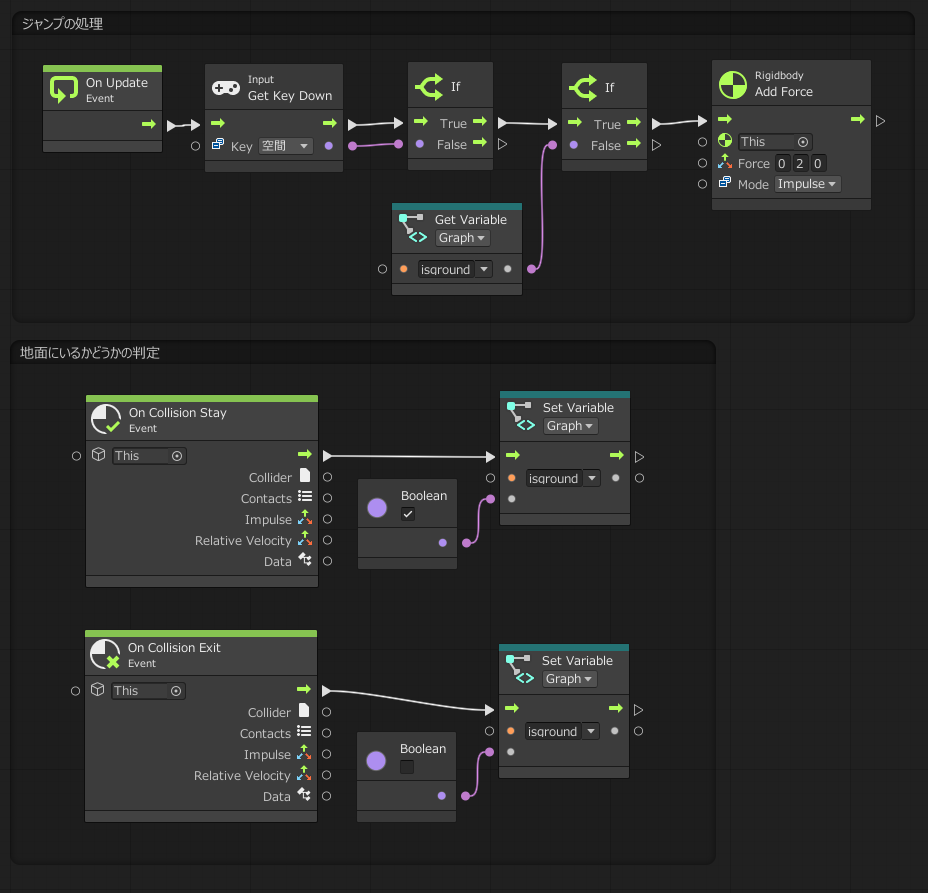 ジャンプの処理
On Update
Event
Input
Get Key Down
Key 空間
If
True
False
If
True
False
Rigidbody
Add Force
This
Force 0 2 0
Mode Impulse
Get Variable
Graph
isground
地面にいるかどうかの判定
On Collision Stay
Event
This
Collider
Contacts
Impulse
Relative Velocity
Data
Boolean
Set Variable
Graph
isground
On Collision Exit
Event
This
Collider
Contacts
Impulse
Relative Velocity
Data
Boolean
Set Variable
Graph
isground